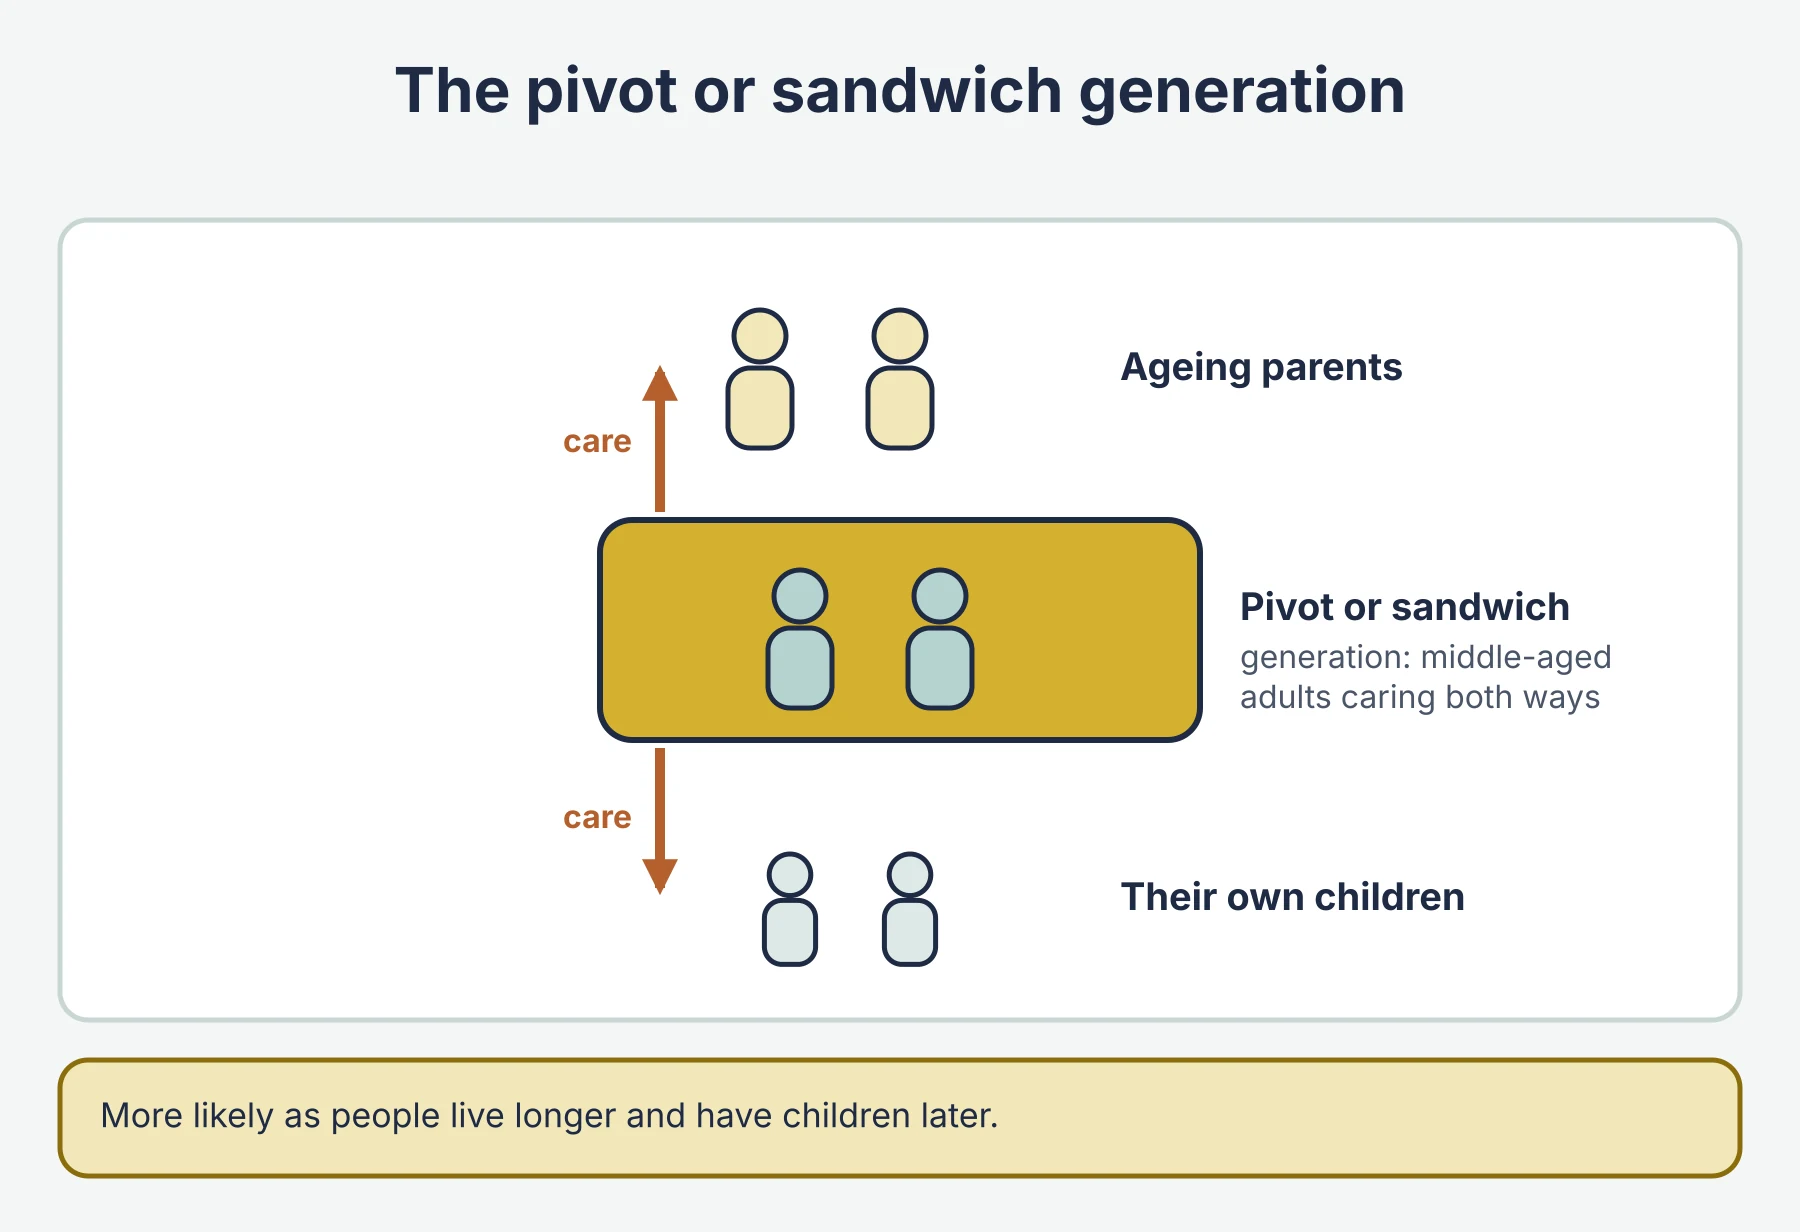 The pivot or sandwich generation
Ageing parents
care
Pivot or sandwich
generation: middle-aged
adults caring both ways
care
Their own children
More likely as people live longer and have children later.